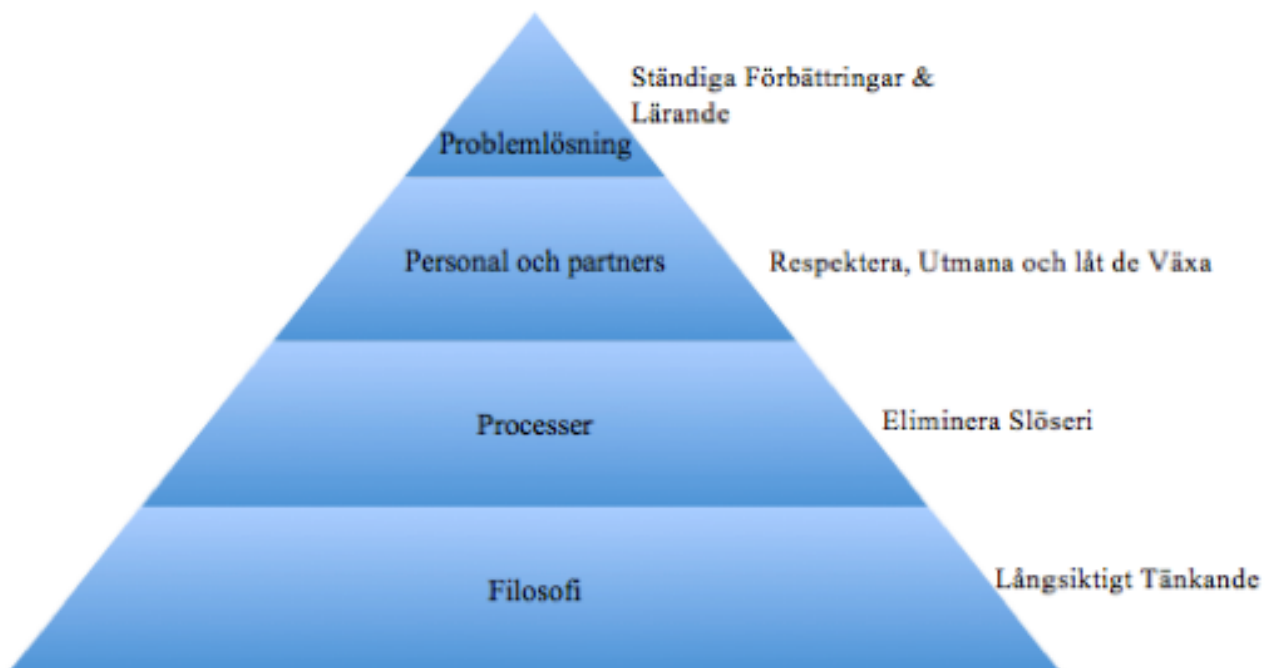 Ständiga Förbättringar &
Lärande
Problemlösning
Personal och partners
Respektera, Utmana och låt de Växa
Processer
Eliminera Slöseri
Filosofi
Långsiktigt Tänkande